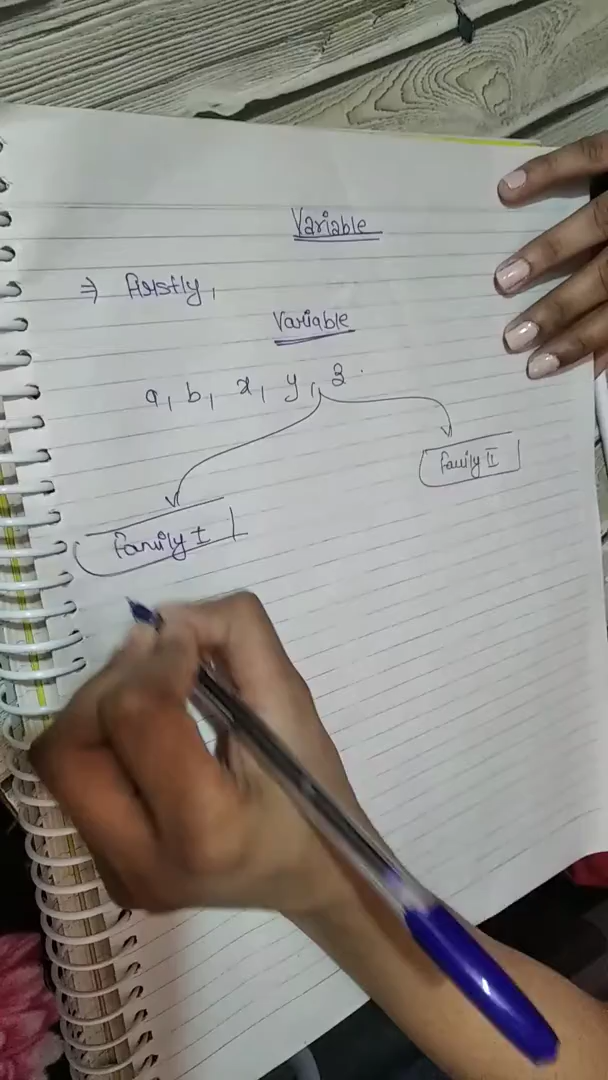 Variable
⇒ Firstly,
Variable
a, b, x, y, z.
Family II
Family I